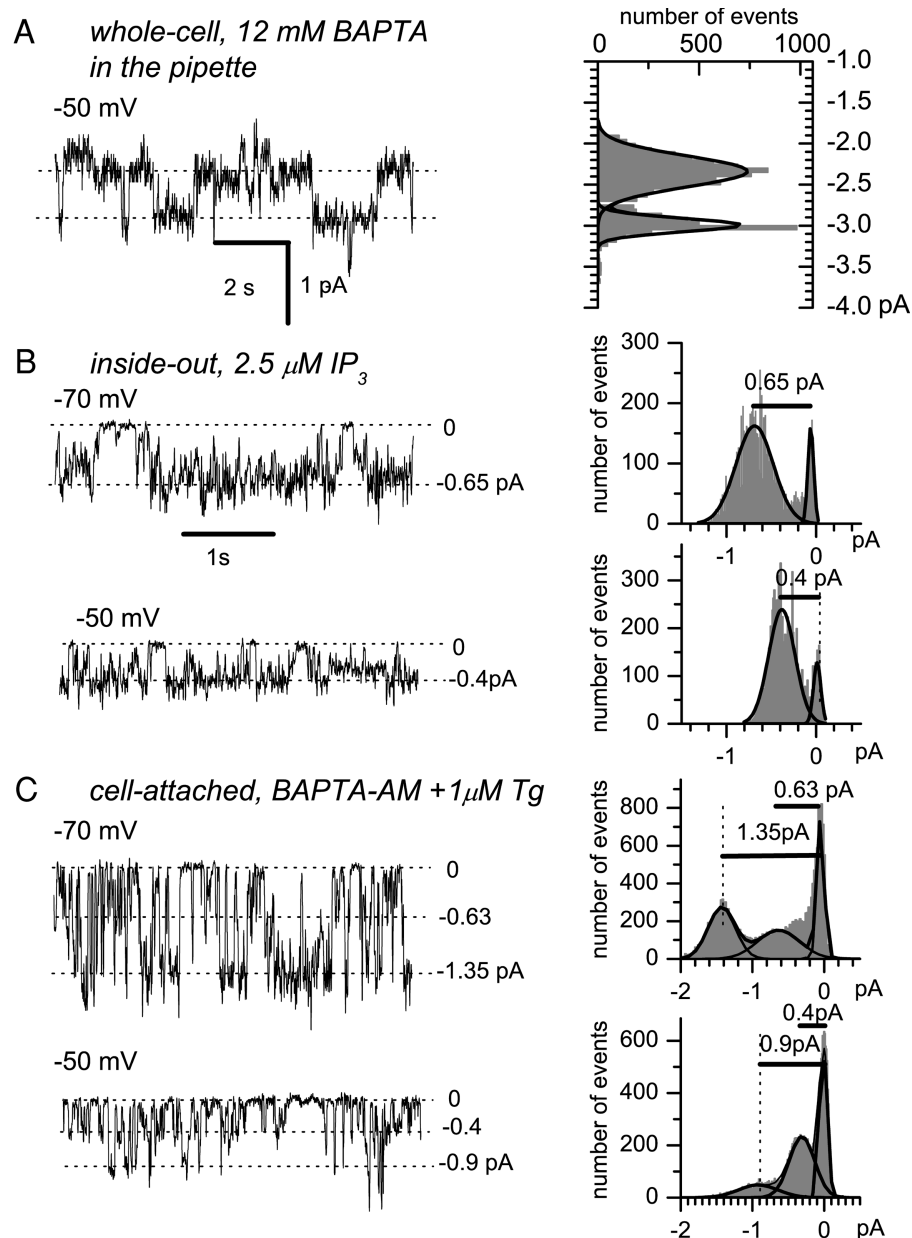 A
whole-cell, 12 mM BAPTA
in the pipette
-50 mV
2 s
1 pA
number of events
0 500 1000
-1.0
-1.5
-2.0
-2.5
-3.0
-3.5
-4.0 pA
B
inside-out, 2.5 μM IP3
-70 mV
0
-0.65 pA
1s
number of events
300
200
100
0
0.65 pA
-1 0 pA
-50 mV
0
-0.4pA
number of events
300
200
100
0
0.4 pA
-1 0 pA
C
cell-attached, BAPTA-AM +1μM Tg
-70 mV
0
-0.63
-1.35 pA
number of events
800
600
400
200
0
0.63 pA
1.35pA
-2 -1 0 pA
-50 mV
0
-0.4
-0.9 pA
number of events
600
400
200
0
0.4pA
0.9pA
-2 -1 0 pA